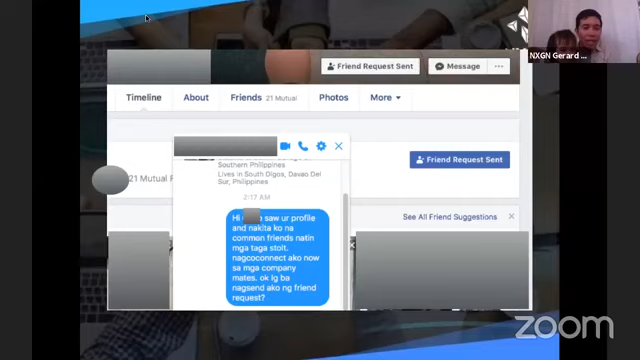 NXGN Gerard ...
Friend Request Sent
Message
Timeline
About
Friends 21 Mutual
Photos
More
Friend Request Sent
21 Mutual
Southern Philippines
Lives in South Digos, Davao Del
Sur, Philippines
2:17 AM
See All Friend Suggestions
Hi saw ur profile
and nakita ko na
common friends natin
mga taga stolt.
nagcoconnect ako now
sa mga company
mates. ok lg ba
nagsend ako ng friend
request?
zoom